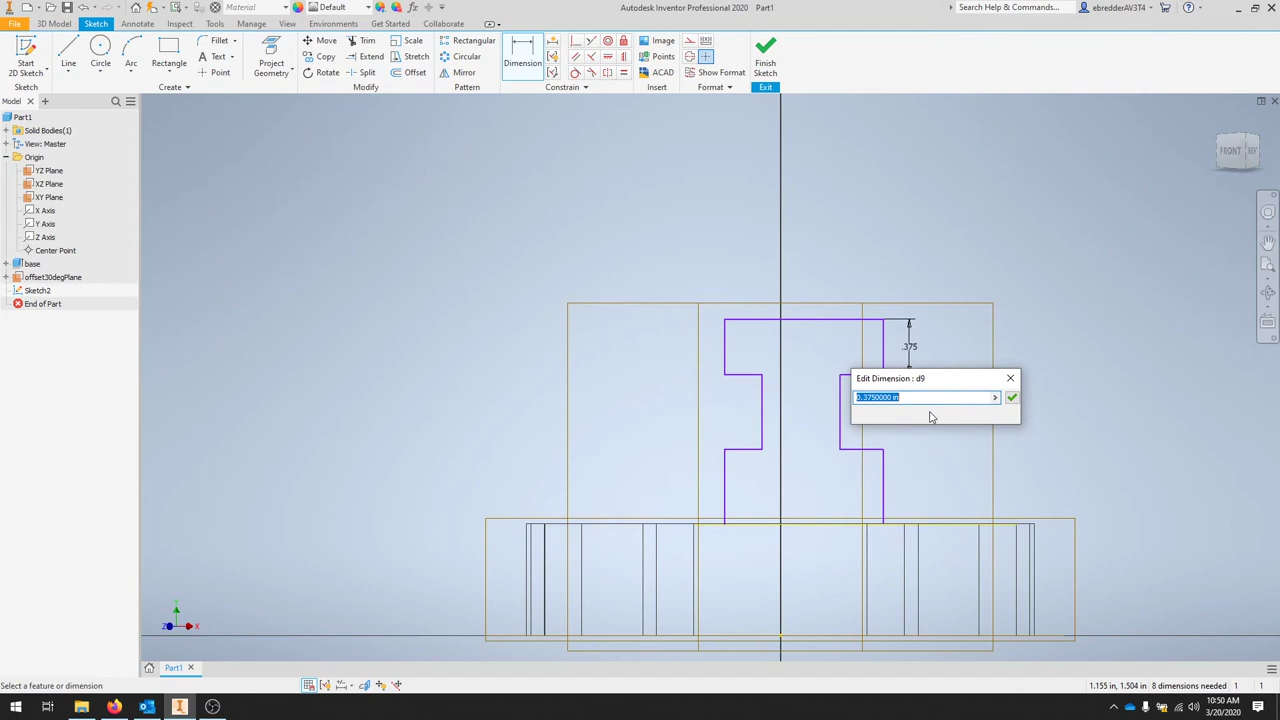 Material
Default
Autodesk Inventor Professional 2020 Part1
Search Help & Commands...
ebredderAV3T4
File
3D Model
Sketch
Annotate
Inspect
Tools
Manage
View
Environments
Get Started
Collaborate
Start
2D Sketch
Line
Circle
Arc
Rectangle
Fillet
Text
Point
Project
Geometry
Move
Copy
Rotate
Trim
Extend
Split
Scale
Stretch
Offset
Rectangular
Circular
Mirror
Dimension
Image
Points
ACAD
Show Format
Finish
Sketch
Sketch
Create
Modify
Pattern
Constrain
Insert
Format
Exit
Model
Part1
Solid Bodies(1)
View: Master
Origin
YZ Plane
XZ Plane
XY Plane
X Axis
Y Axis
Z Axis
Center Point
base
offset30degPlane
Sketch2
End of Part
FRONT
.375
Edit Dimension : d9
0.3750000 in
Y
Z
X
Part1
Select a feature or dimension
1.155 in, 1.504 in
8 dimensions needed
1
1
10:50 AM
3/20/2020